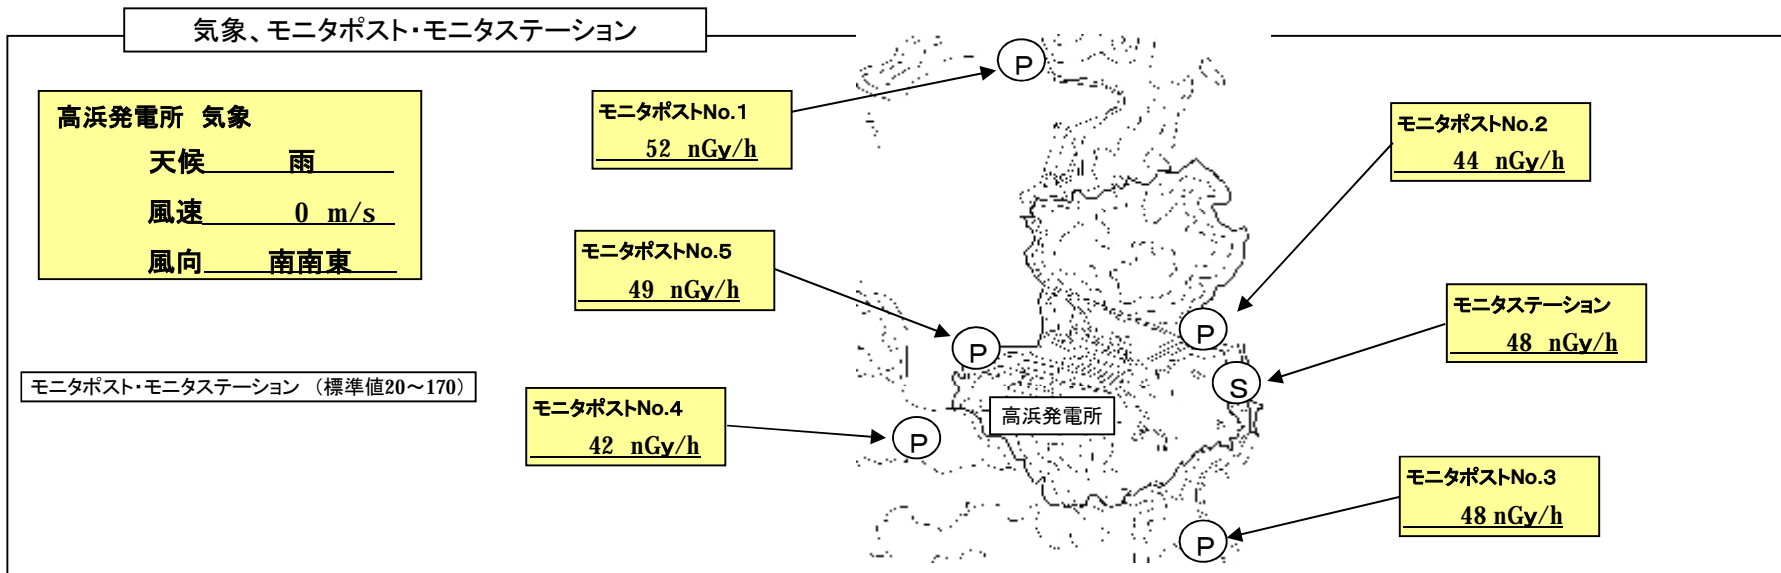 気象、モニタポスト・モニタステーション
高浜発電所 気象
天候 雨
風速 0 m/s
風向 南南東
モニタポスト・モニタステーション (標準値20～170)
モニタポストNo.1
52 nGy/h
モニタポストNo.2
44 nGy/h
モニタポストNo.5
49 nGy/h
モニタステーション
48 nGy/h
モニタポストNo.4
42 nGy/h
モニタポストNo.3
48 nGy/h
P
P
P
S
P
P
高浜発電所